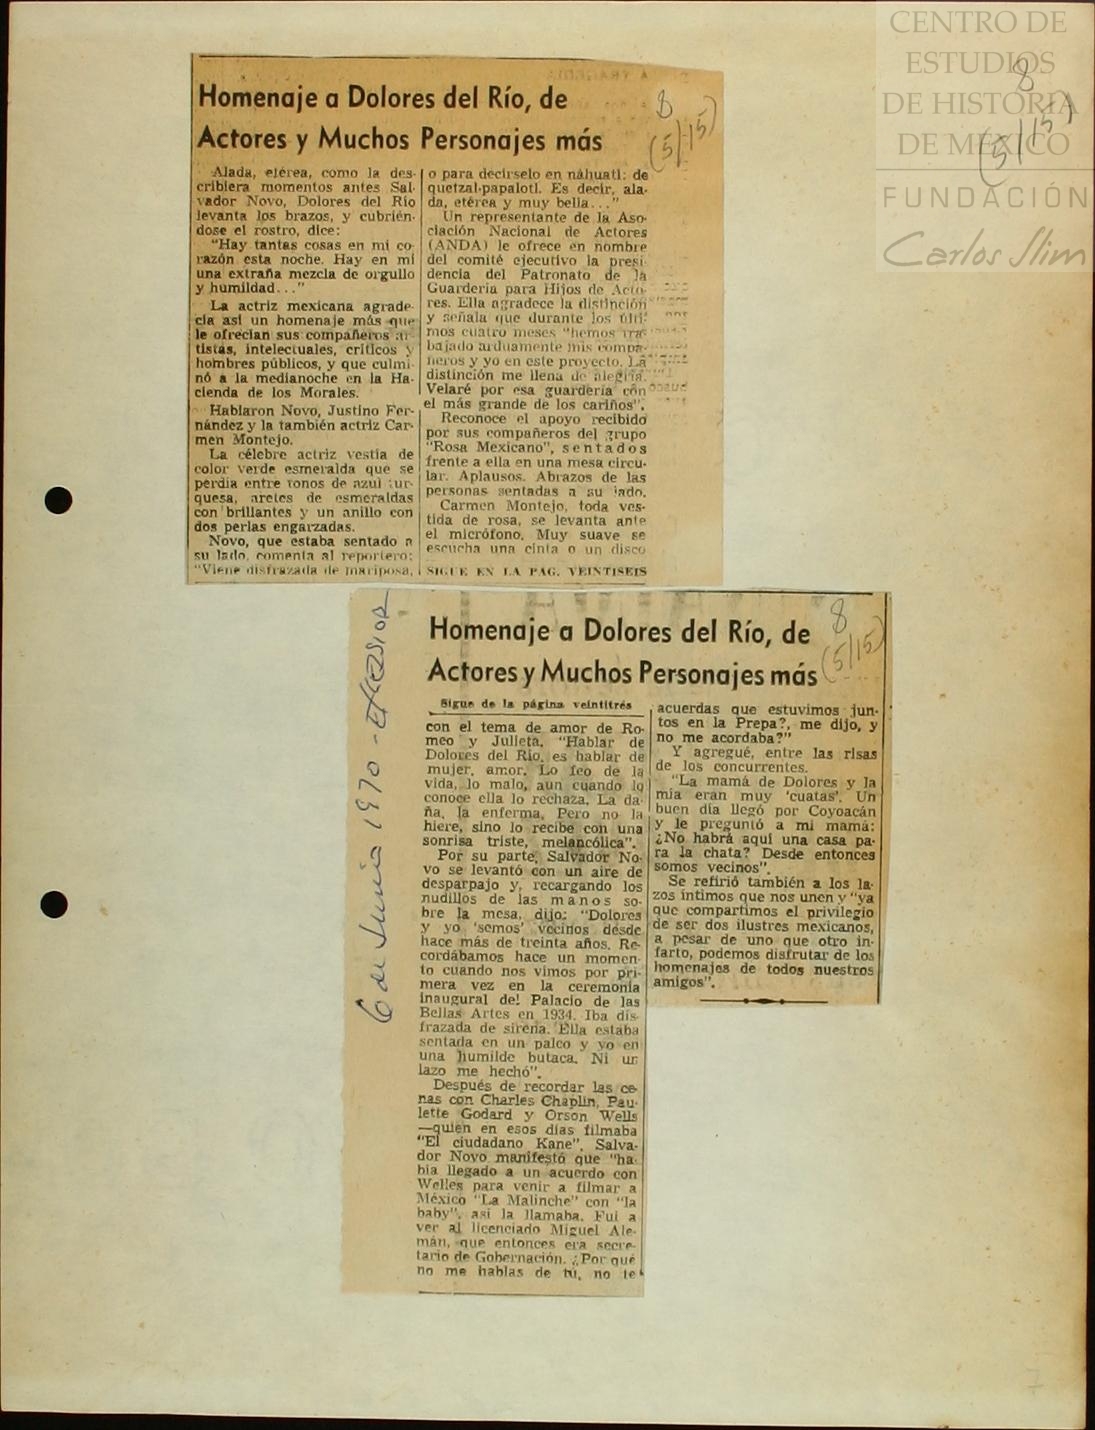 CENTRO DE
ESTUDIOS
DE HISTORIA
DE MÉXICO
FUNDACIÓN
Carlos Slim
8
(5/15)
Homenaje a Dolores del Río, de
Actores y Muchos Personajes más
8
(5/15)
Alada, etérea, como la des-
cribiera momentos antes Sal-
vador Novo, Dolores del Río
levanta los brazos, y cubrién-
dose el rostro, dice:
"Hay tantas cosas en mi co-
razón esta noche. Hay en mí
una extraña mezcla de orgullo
y humildad..."
La actriz mexicana agrade-
cía así un homenaje más que
le ofrecían sus compañeros ar-
tistas, intelectuales, críticos y
hombres públicos, y que culmi-
nó a la medianoche en la Ha-
cienda de los Morales.
Hablaron Novo, Justino Fer-
nández y la también actriz Car-
men Montejo.
La célebre actriz vestía de
color verde esmeralda que se
perdía entre tonos de azul tur-
quesa, aretes de esmeraldas
con brillantes y un anillo con
dos perlas engarzadas.
Novo, que estaba sentado a
su lado, comenta al reportero:
"Viene disfrazada de mariposa,
o para decírselo en náhuatl: de
quetzal-papalotl. Es decir, ala-
da, etérea y muy bella..."
Un representante de la Aso-
ciación Nacional de Actores
(ANDA) le ofrece en nombre
del comité ejecutivo la presi-
dencia del Patronato de la
Guardería para Hijos de Acto-
res. Ella agradece la distinción
y señala que durante los últi-
mos cuatro meses "hemos tra-
bajado arduamente mis compa-
ñeros y yo en este proyecto. La
distinción me llena de alegría.
Velaré por esa guardería con
el más grande de los cariños".
Reconoce el apoyo recibido
por sus compañeros del grupo
"Rosa Mexicano", sentados
frente a ella en una mesa circu-
lar. Aplausos. Abrazos de las
personas sentadas a su lado.
Carmen Montejo, toda ves-
tida de rosa, se levanta ante
el micrófono. Muy suave se
escucha una cinta o un disco
SIGUE EN LA PAG. VEINTISEIS
6 de Junio 1970 - EXCELSIOR
Homenaje a Dolores del Río, de
Actores y Muchos Personajes más
8
(5/15)
Sigue de la página veintitrés
con el tema de amor de Ro-
meo y Julieta. "Hablar de
Dolores del Río, es hablar de
mujer, amor. Lo feo de la
vida, lo malo, aun cuando lo
conoce ella lo rechaza. La da-
ña, la enferma. Pero no la
hiere, sino lo recibe con una
sonrisa triste, melancólica".
Por su parte, Salvador No-
vo se levantó con un aire de
desparpajo y, recargando los
nudillos de las manos so-
bre la mesa, dijo: "Dolores
y yo 'semos' vecinos desde
hace más de treinta años. Re-
cordábamos hace un momen-
to cuando nos vimos por pri-
mera vez en la ceremonia
inaugural del Palacio de las
Bellas Artes en 1934. Iba dis-
frazada de sirena. Ella estaba
sentada en un palco y yo en
una humilde butaca. Ni un
lazo me hechó".
Después de recordar las ce-
nas con Charles Chaplin, Pau-
lette Godard y Orson Wells
—quien en esos días filmaba
"El ciudadano Kane", Salva-
dor Novo manifestó que "ha-
bía llegado a un acuerdo con
Welles para venir a filmar a
México "La Malinche" con "la
baby", así la llamaba. Fui a
ver al licenciado Miguel Ale-
mán, que entonces era secre-
tario de Gobernación. ¿Por qué
no me hablas de tú, no te
acuerdas que estuvimos jun-
tos en la Prepa?, me dijo, y
no me acordaba?"
Y agregué, entre las risas
de los concurrentes.
"La mamá de Dolores y la
mía eran muy 'cuatas'. Un
buen día llegó por Coyoacán
y le preguntó a mi mamá:
¿No habrá aquí una casa pa-
ra la chata? Desde entonces
somos vecinos".
Se refirió también a los la-
zos íntimos que nos unen y "ya
que compartimos el privilegio
de ser dos ilustres mexicanos,
a pesar de uno que otro in-
farto, podemos disfrutar de los
homenajes de todos nuestros
amigos".
7